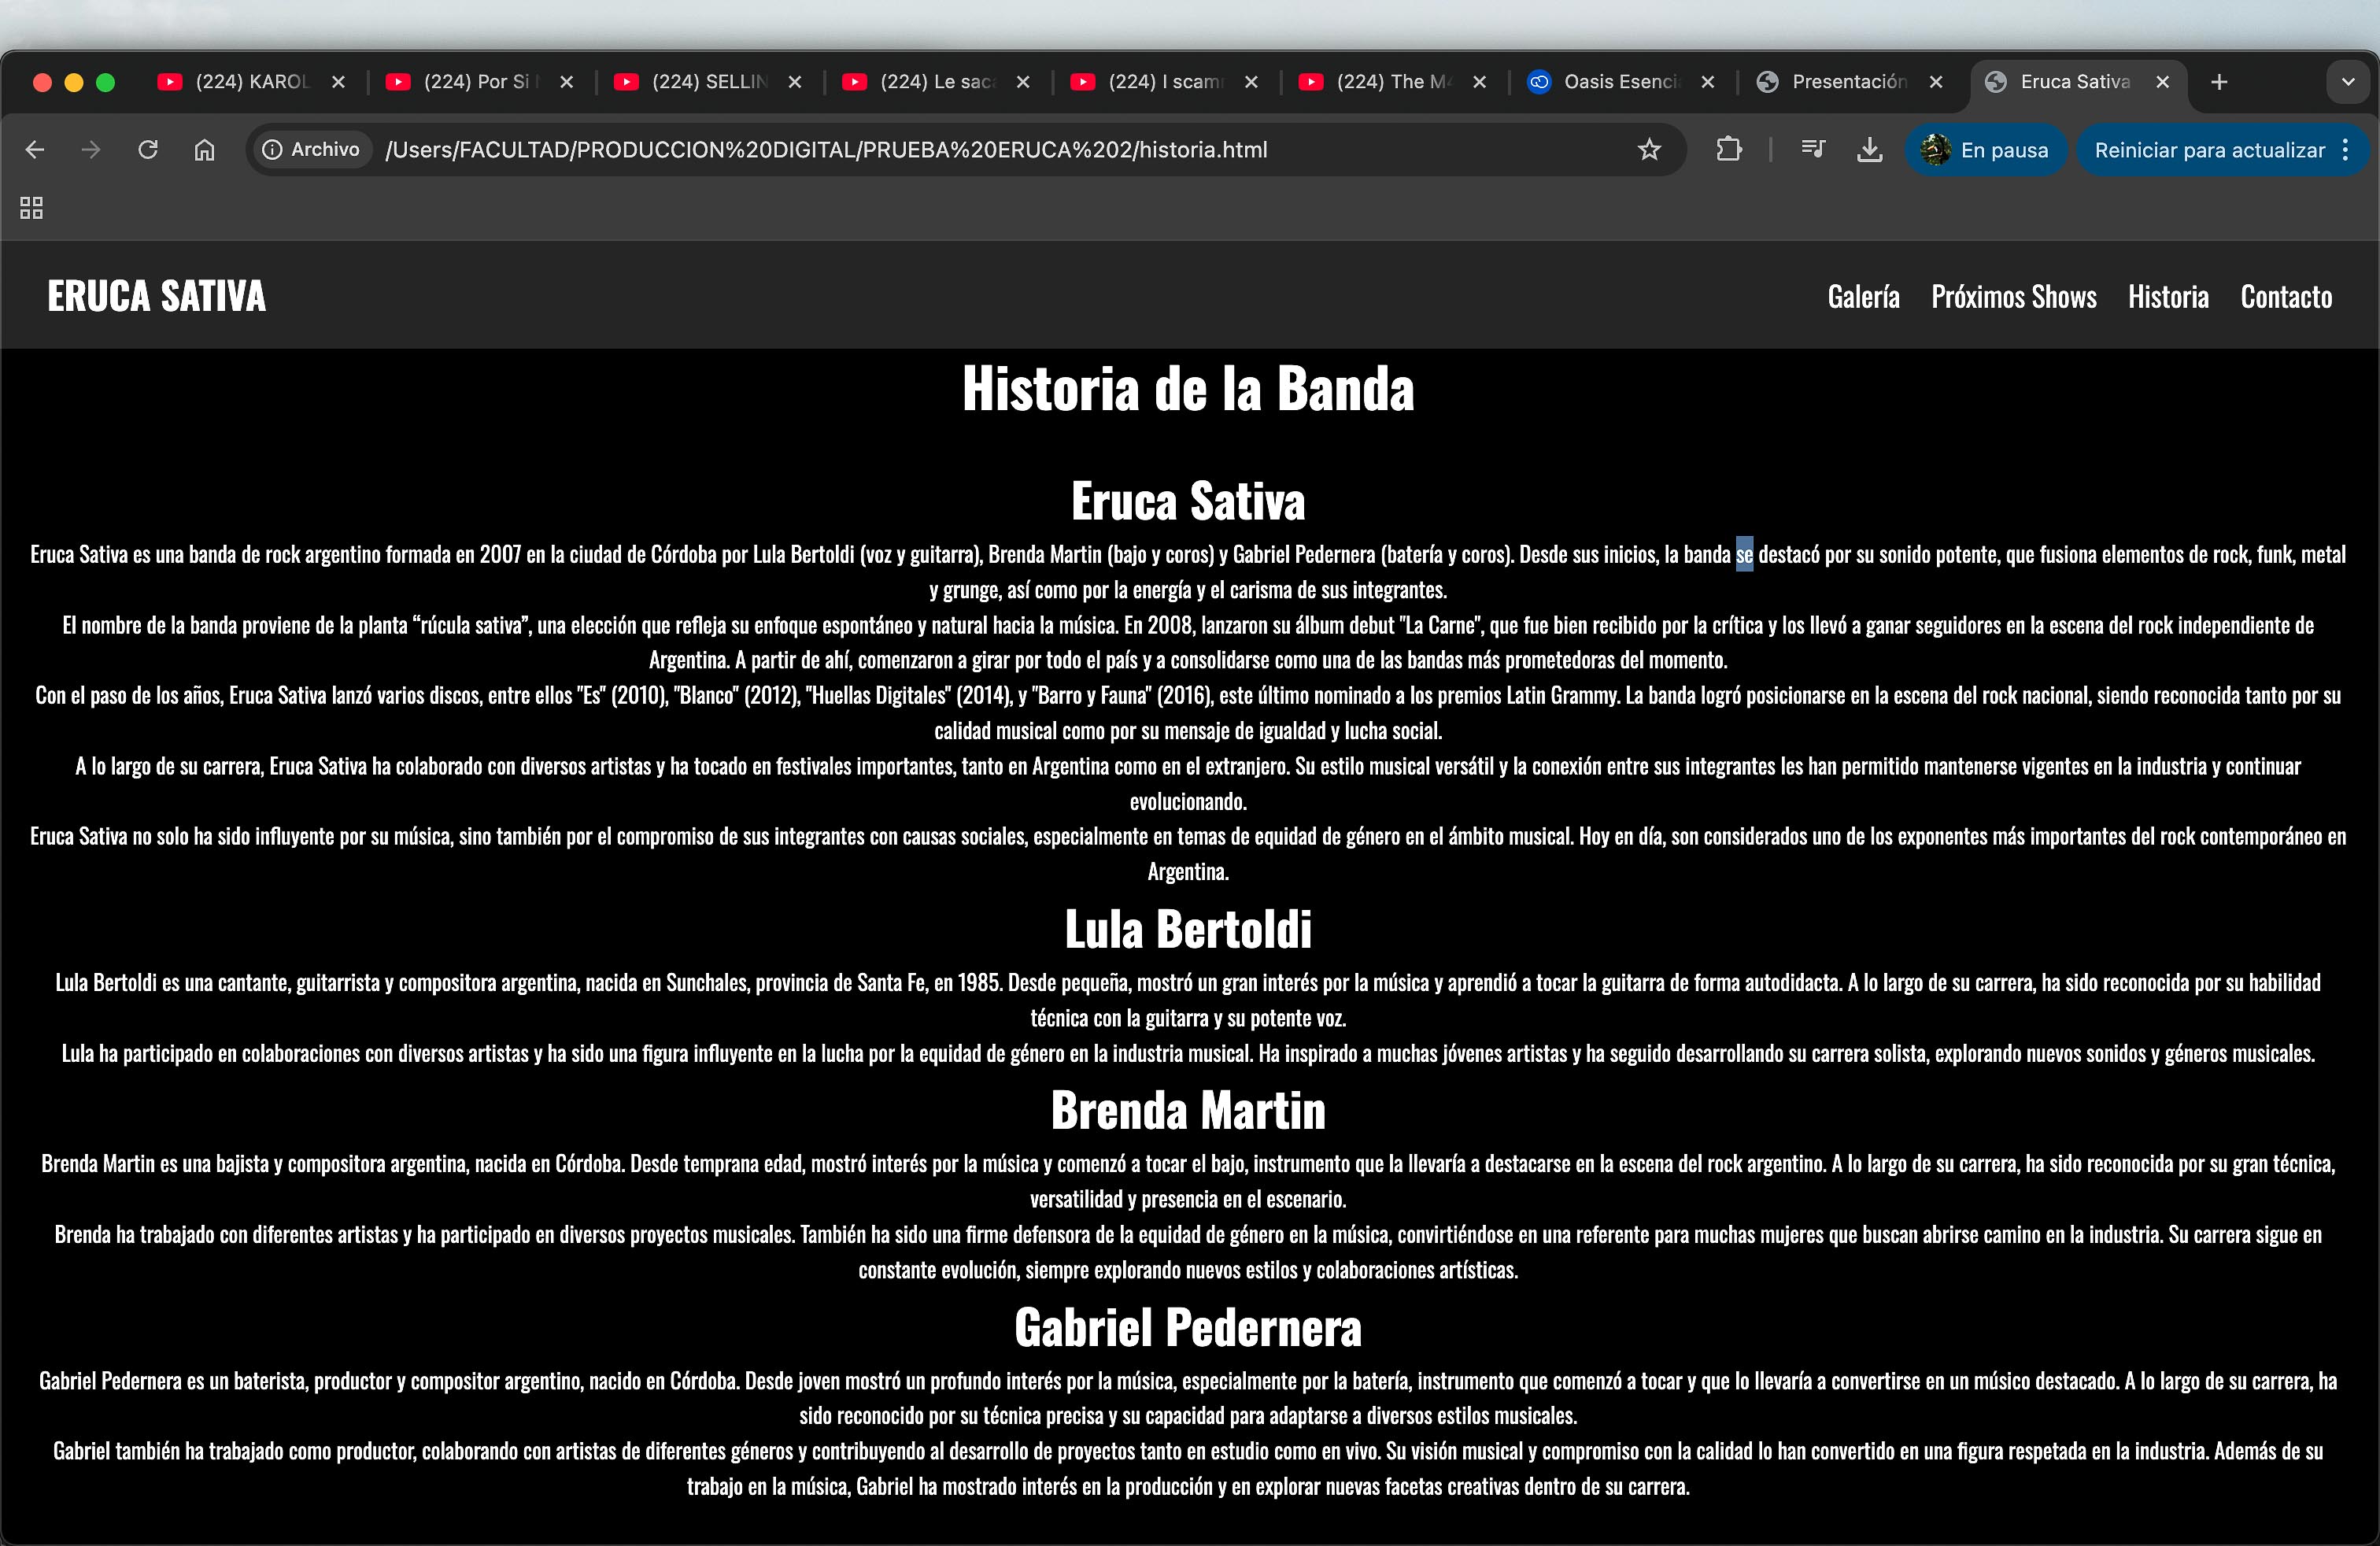 (224) KAROL
(224) Por Si
(224) SELLIN
(224) Le saca
(224) I scam
(224) The M
Oasis Esenci
Presentación
Eruca Sativa
Archivo
/Users/FACULTAD/PRODUCCION%20DIGITAL/PRUEBA%20ERUCA%202/historia.html
En pausa
Reiniciar para actualizar
ERUCA SATIVA
Galería Próximos Shows Historia Contacto
Historia de la Banda
Eruca Sativa
Eruca Sativa es una banda de rock argentino formada en 2007 en la ciudad de Córdoba por Lula Bertoldi (voz y guitarra), Brenda Martin (bajo y coros) y Gabriel Pedernera (batería y coros). Desde sus inicios, la banda se destacó por su sonido potente, que fusiona elementos de rock, funk, metal
y grunge, así como por la energía y el carisma de sus integrantes.
El nombre de la banda proviene de la planta “rúcula sativa”, una elección que refleja su enfoque espontáneo y natural hacia la música. En 2008, lanzaron su álbum debut "La Carne", que fue bien recibido por la crítica y los llevó a ganar seguidores en la escena del rock independiente de
Argentina. A partir de ahí, comenzaron a girar por todo el país y a consolidarse como una de las bandas más prometedoras del momento.
Con el paso de los años, Eruca Sativa lanzó varios discos, entre ellos "Es" (2010), "Blanco" (2012), "Huellas Digitales" (2014), y "Barro y Fauna" (2016), este último nominado a los premios Latin Grammy. La banda logró posicionarse en la escena del rock nacional, siendo reconocida tanto por su
calidad musical como por su mensaje de igualdad y lucha social.
A lo largo de su carrera, Eruca Sativa ha colaborado con diversos artistas y ha tocado en festivales importantes, tanto en Argentina como en el extranjero. Su estilo musical versátil y la conexión entre sus integrantes les han permitido mantenerse vigentes en la industria y continuar
evolucionando.
Eruca Sativa no solo ha sido influyente por su música, sino también por el compromiso de sus integrantes con causas sociales, especialmente en temas de equidad de género en el ámbito musical. Hoy en día, son considerados uno de los exponentes más importantes del rock contemporáneo en
Argentina.
Lula Bertoldi
Lula Bertoldi es una cantante, guitarrista y compositora argentina, nacida en Sunchales, provincia de Santa Fe, en 1985. Desde pequeña, mostró un gran interés por la música y aprendió a tocar la guitarra de forma autodidacta. A lo largo de su carrera, ha sido reconocida por su habilidad
técnica con la guitarra y su potente voz.
Lula ha participado en colaboraciones con diversos artistas y ha sido una figura influyente en la lucha por la equidad de género en la industria musical. Ha inspirado a muchas jóvenes artistas y ha seguido desarrollando su carrera solista, explorando nuevos sonidos y géneros musicales.
Brenda Martin
Brenda Martin es una bajista y compositora argentina, nacida en Córdoba. Desde temprana edad, mostró interés por la música y comenzó a tocar el bajo, instrumento que la llevaría a destacarse en la escena del rock argentino. A lo largo de su carrera, ha sido reconocida por su gran técnica,
versatilidad y presencia en el escenario.
Brenda ha trabajado con diferentes artistas y ha participado en diversos proyectos musicales. También ha sido una firme defensora de la equidad de género en la música, convirtiéndose en una referente para muchas mujeres que buscan abrirse camino en la industria. Su carrera sigue en
constante evolución, siempre explorando nuevos estilos y colaboraciones artísticas.
Gabriel Pedernera
Gabriel Pedernera es un baterista, productor y compositor argentino, nacido en Córdoba. Desde joven mostró un profundo interés por la música, especialmente por la batería, instrumento que comenzó a tocar y que lo llevaría a convertirse en un músico destacado. A lo largo de su carrera, ha
sido reconocido por su técnica precisa y su capacidad para adaptarse a diversos estilos musicales.
Gabriel también ha trabajado como productor, colaborando con artistas de diferentes géneros y contribuyendo al desarrollo de proyectos tanto en estudio como en vivo. Su visión musical y compromiso con la calidad lo han convertido en una figura respetada en la industria. Además de su
trabajo en la música, Gabriel ha mostrado interés en la producción y en explorar nuevas facetas creativas dentro de su carrera.